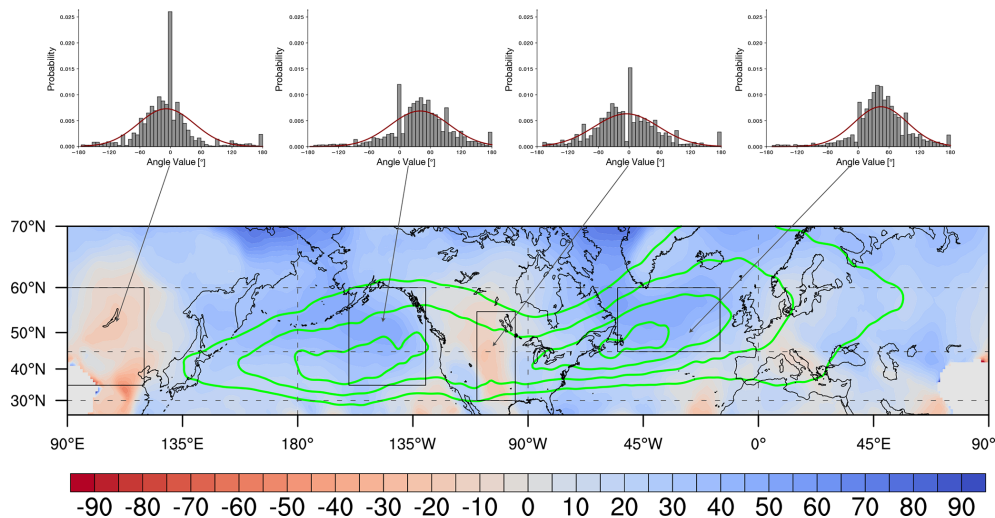 0.025 0.025 0.025 0.025
0.020 0.020 0.020 0.020
Probability Probability Probability Probability
0.015 0.015 0.015 0.015
0.010 0.010 0.010 0.010
0.005 0.005 0.005 0.005
0.000 0.000 0.000 0.000
−180 −120 −60 0 60 120 180 −180 −120 −60 0 60 120 180 −180 −120 −60 0 60 120 180 −180 −120 −60 0 60 120 180
Angle Value [°] Angle Value [°] Angle Value [°] Angle Value [°]
70°N
60°N
50°N
40°N
30°N
90°E 135°E 180° 135°W 90°W 45°W 0° 45°E 90°
-90 -80 -70 -60 -50 -40 -30 -20 -10 0 10 20 30 40 50 60 70 80 90